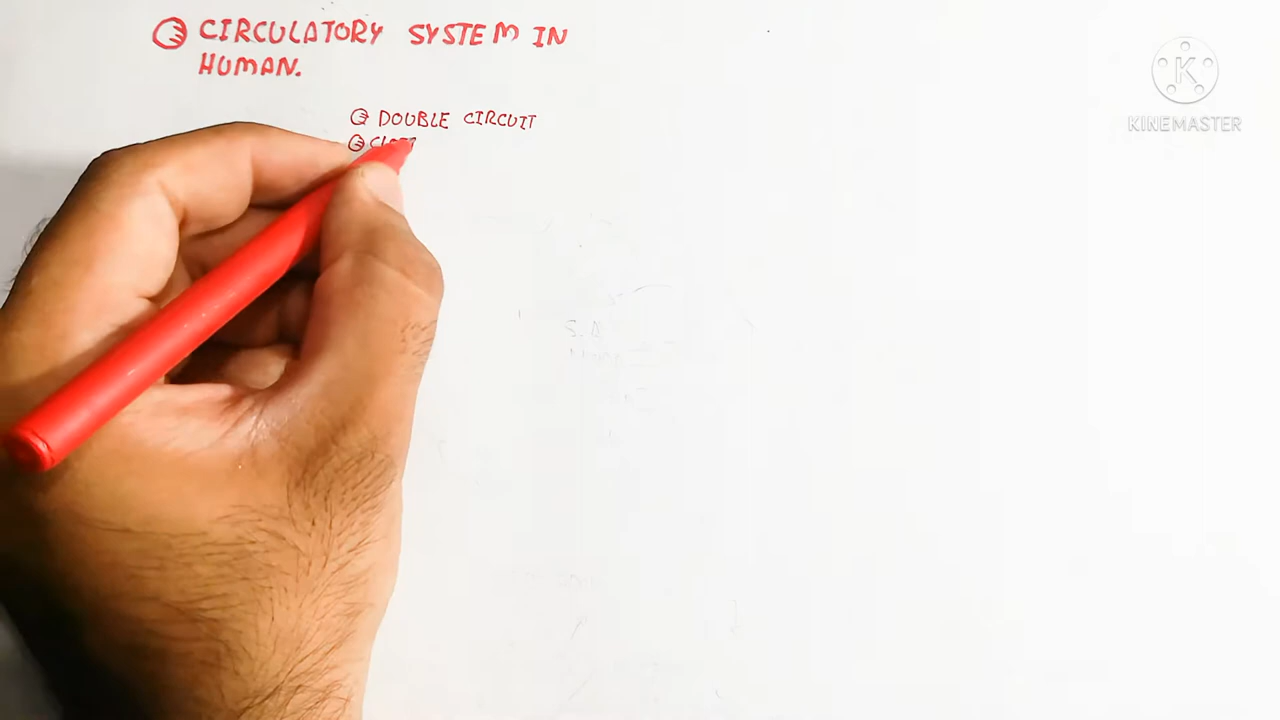 CIRCULATORY SYSTEM IN
HUMAN.
DOUBLE CIRCUIT
K
KINEMASTER